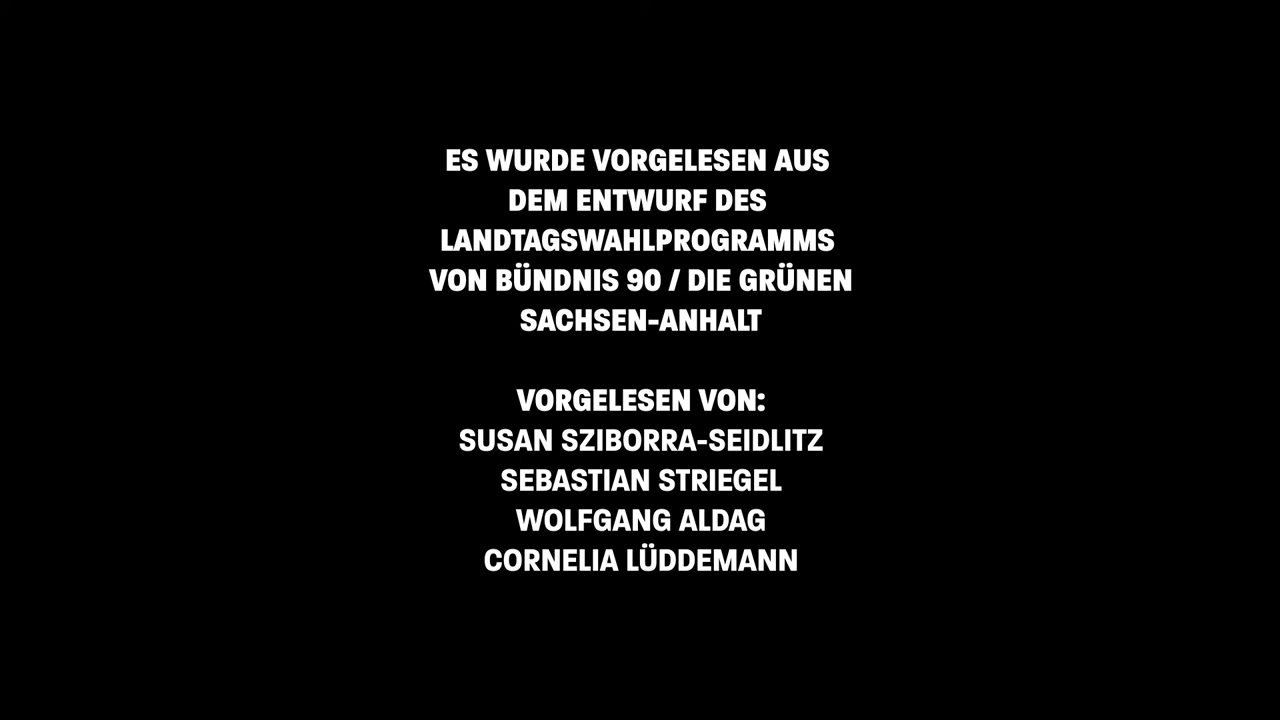 ES WURDE VORGELESEN AUS
DEM ENTWURF DES
LANDTAGSWAHLPROGRAMMS
VON BÜNDNIS 90 / DIE GRÜNEN
SACHSEN-ANHALT
VORGELESEN VON:
SUSAN SZIBORRA-SEIDLITZ
SEBASTIAN STRIEGEL
WOLFGANG ALDAG
CORNELIA LÜDDEMANN